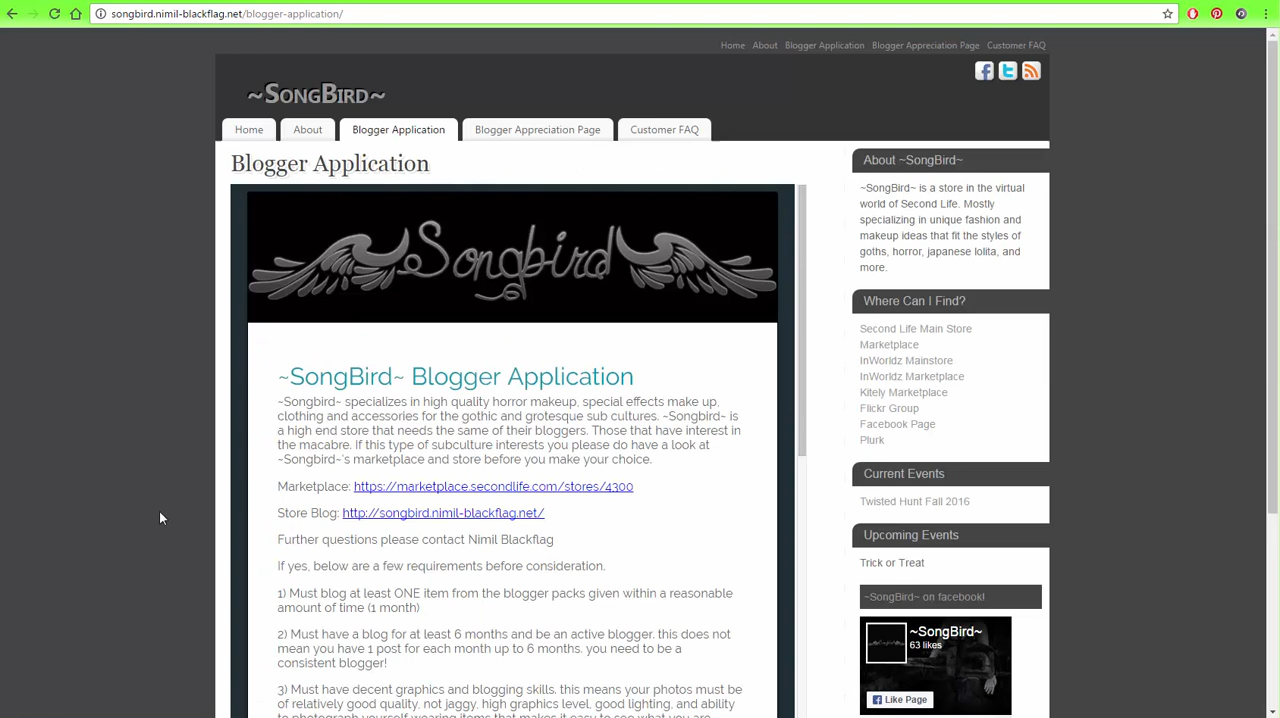 songbird.nimil-blackflag.net/blogger-application/
Home About Blogger Application Blogger Appreciation Page Customer FAQ
~SongBird~
Home About Blogger Application Blogger Appreciation Page Customer FAQ
Blogger Application
Songbird
~SongBird~ Blogger Application
~Songbird~ specializes in high quality horror makeup, special effects make up,
clothing and accessories for the gothic and grotesque sub cultures. ~Songbird~ is
a high end store that needs the same of their bloggers. Those that have interest in
the macabre. If this type of subculture interests you please do have a look at
~Songbird~'s marketplace and store before you make your choice.
Marketplace: https://marketplace.secondlife.com/stores/4300
Store Blog: http://songbird.nimil-blackflag.net/
Further questions please contact Nimil Blackflag
If yes, below are a few requirements before consideration.
1) Must blog at least ONE item from the blogger packs given within a reasonable
amount of time (1 month)
2) Must have a blog for at least 6 months and be an active blogger. this does not
mean you have 1 post for each month up to 6 months. you need to be a
consistent blogger!
3) Must have decent graphics and blogging skills. this means your photos must be
of relatively good quality, not jaggy, high graphics level, good lighting, and ability
to photograph yourself wearing items that makes it easy to see what you are
About ~SongBird~
~SongBird~ is a store in the virtual
world of Second Life. Mostly
specializing in unique fashion and
makeup ideas that fit the styles of
goths, horror, japanese lolita, and
more.
Where Can I Find?
Second Life Main Store
Marketplace
InWorldz Mainstore
InWorldz Marketplace
Kitely Marketplace
Flickr Group
Facebook Page
Plurk
Current Events
Twisted Hunt Fall 2016
Upcoming Events
Trick or Treat
~SongBird~ on facebook!
~SongBird~
63 likes
Like Page